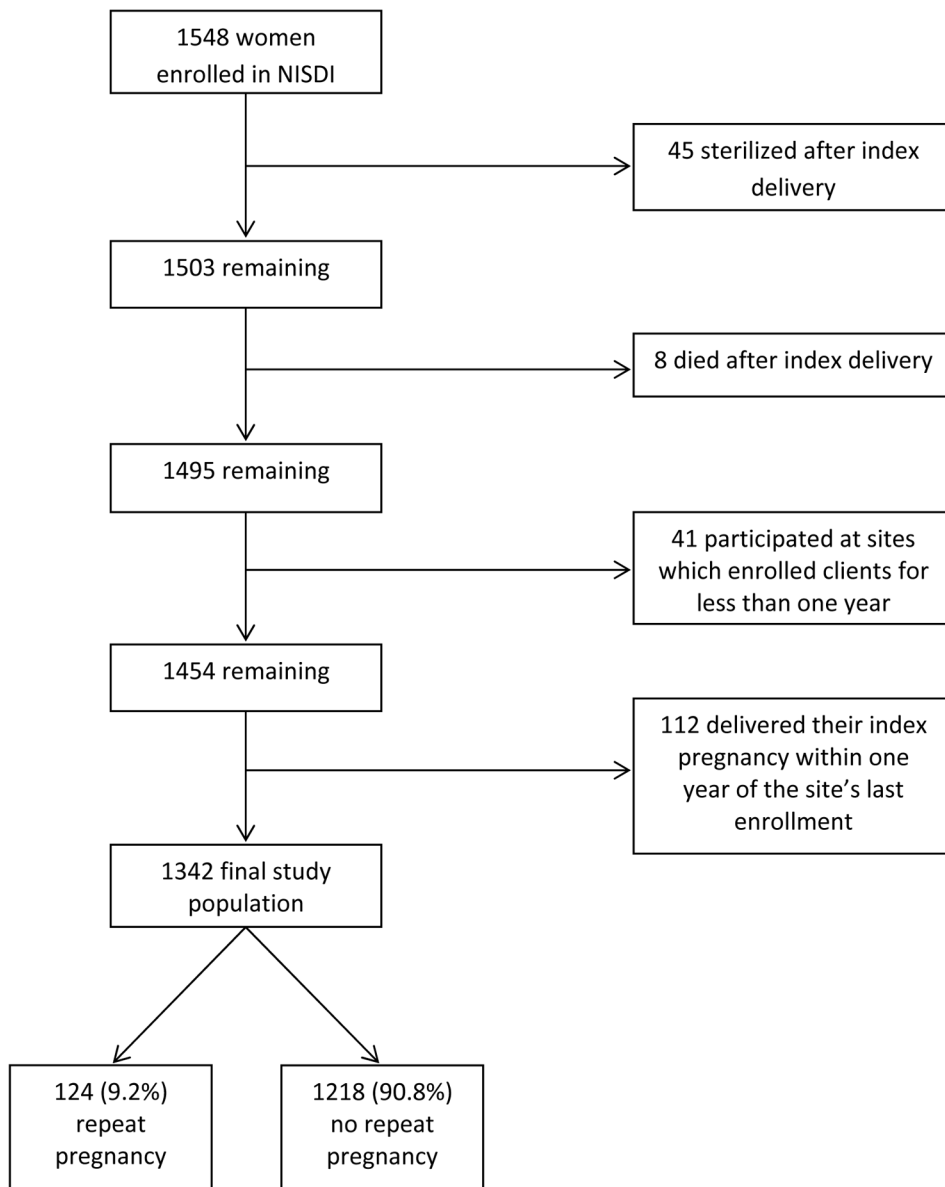 1548 women
enrolled in NISDI
45 sterilized after index
delivery
1503 remaining
8 died after index delivery
1495 remaining
41 participated at sites
which enrolled clients for
less than one year
1454 remaining
112 delivered their index
pregnancy within one
year of the site’s last
enrollment
1342 final study
population
124 (9.2%)
repeat
pregnancy
1218 (90.8%)
no repeat
pregnancy